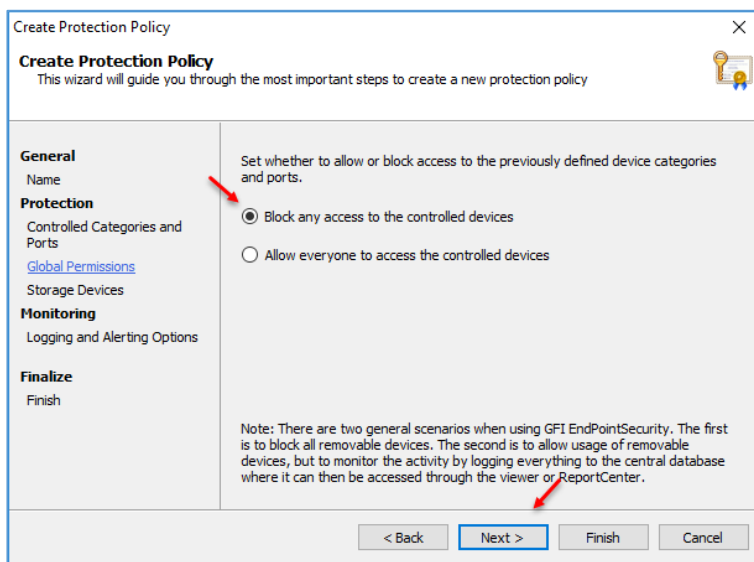 Create Protection Policy
Create Protection Policy
This wizard will guide you through the most important steps to create a new protection policy
General
Name
Protection
Controlled Categories and
Ports
Global Permissions
Storage Devices
Monitoring
Logging and Alerting Options
Finalize
Finish
Set whether to allow or block access to the previously defined device categories
and ports.
Block any access to the controlled devices
Allow everyone to access the controlled devices
Note: There are two general scenarios when using GFI EndPointSecurity. The first
is to block all removable devices. The second is to allow usage of removable
devices, but to monitor the activity by logging everything to the central database
where it can then be accessed through the viewer or ReportCenter.
< Back
Next >
Finish
Cancel